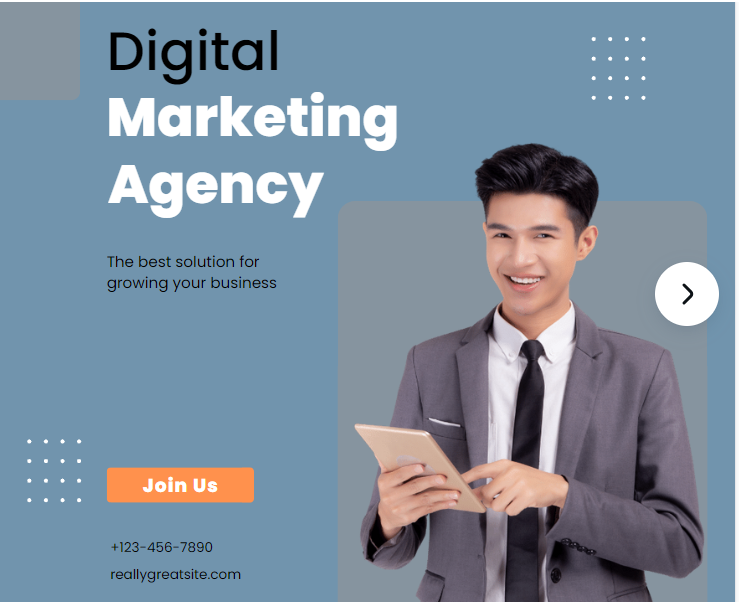 Digital
Marketing
Agency
The best solution for
growing your business
Join Us
+123-456-7890
reallygreatsite.com